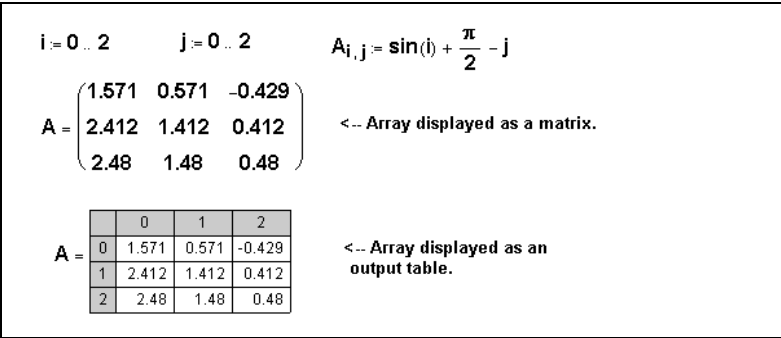 i := 0 .. 2 j := 0 .. 2 A i , j := sin(i) + π/2 - j
A = ( 1.571 0.571 -0.429
2.412 1.412 0.412
2.48 1.48 0.48 )
<-- Array displayed as a matrix.
A =
0 1 2
0 1.571 0.571 -0.429
1 2.412 1.412 0.412
2 2.48 1.48 0.48
<-- Array displayed as an
output table.